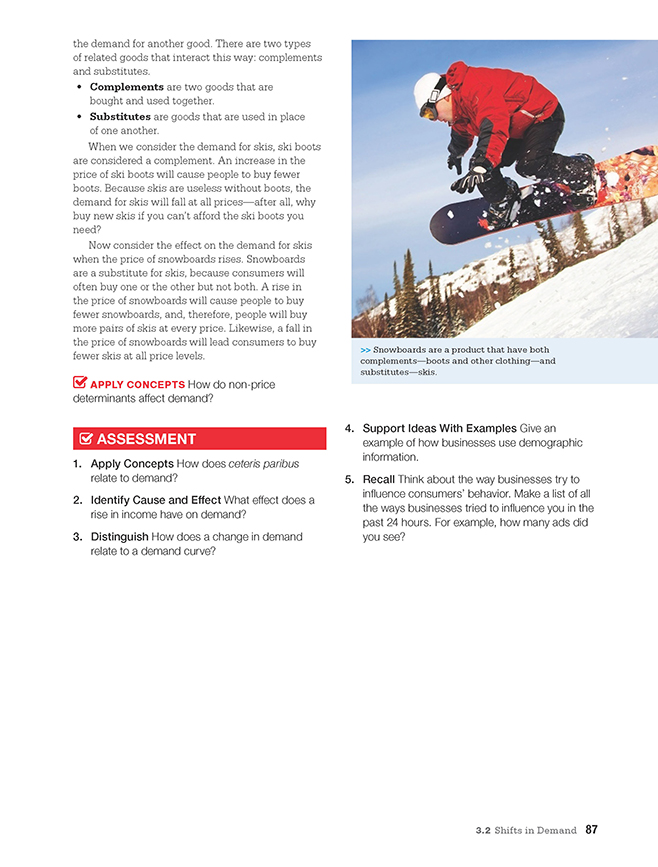 the demand for another good. There are two types
of related goods that interact this way: complements
and substitutes.
• Complements are two goods that are
bought and used together.
• Substitutes are goods that are used in place
of one another.
When we consider the demand for skis, ski boots
are considered a complement. An increase in the
price of ski boots will cause people to buy fewer
boots. Because skis are useless without boots, the
demand for skis will fall at all prices—after all, why
buy new skis if you can't afford the ski boots you
need?
Now consider the effect on the demand for skis
when the price of snowboards rises. Snowboards
are a substitute for skis, because consumers will
often buy one or the other but not both. A rise in
the price of snowboards will cause people to buy
fewer snowboards, and, therefore, people will buy
more pairs of skis at every price. Likewise, a fall in
the price of snowboards will lead consumers to buy
fewer skis at all price levels.
APPLY CONCEPTS How do non-price
determinants affect demand?
>> Snowboards are a product that have both
complements—boots and other clothing—and
substitutes—skis.
ASSESSMENT
1. Apply Concepts How does ceteris paribus
relate to demand?
2. Identify Cause and Effect What effect does a
rise in income have on demand?
3. Distinguish How does a change in demand
relate to a demand curve?
4. Support Ideas With Examples Give an
example of how businesses use demographic
information.
5. Recall Think about the way businesses try to
influence consumers' behavior. Make a list of all
the ways businesses tried to influence you in the
past 24 hours. For example, how many ads did
you see?
3.2 Shifts in Demand 87